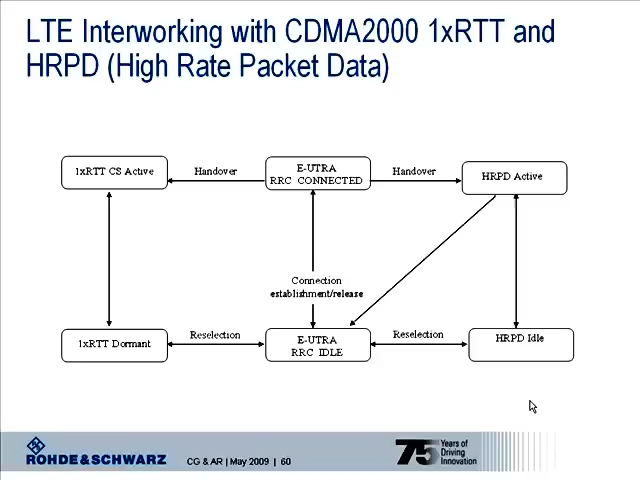 LTE Interworking with CDMA2000 1xRTT and
HRPD (High Rate Packet Data)
1xRTT CS Active
Handover
E-UTRA
RRC CONNECTED
Handover
HRPD Active
Connection
establishment/release
1xRTT Dormant
Reselection
E-UTRA
RRC IDLE
Reselection
HRPD Idle
ROHDE & SCHWARZ
CG & AR | May 2009 | 60
75 Years of
Driving
Innovation